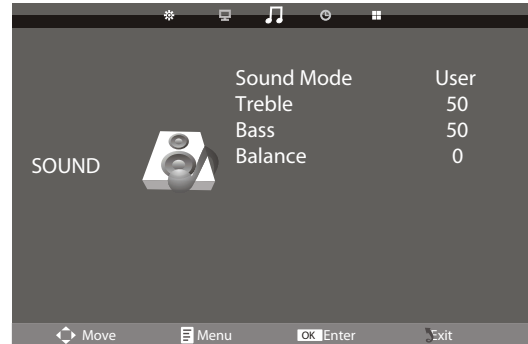 Sound Mode User
Treble 50
Bass 50
Balance 0
SOUND
Move Menu OK Enter Exit